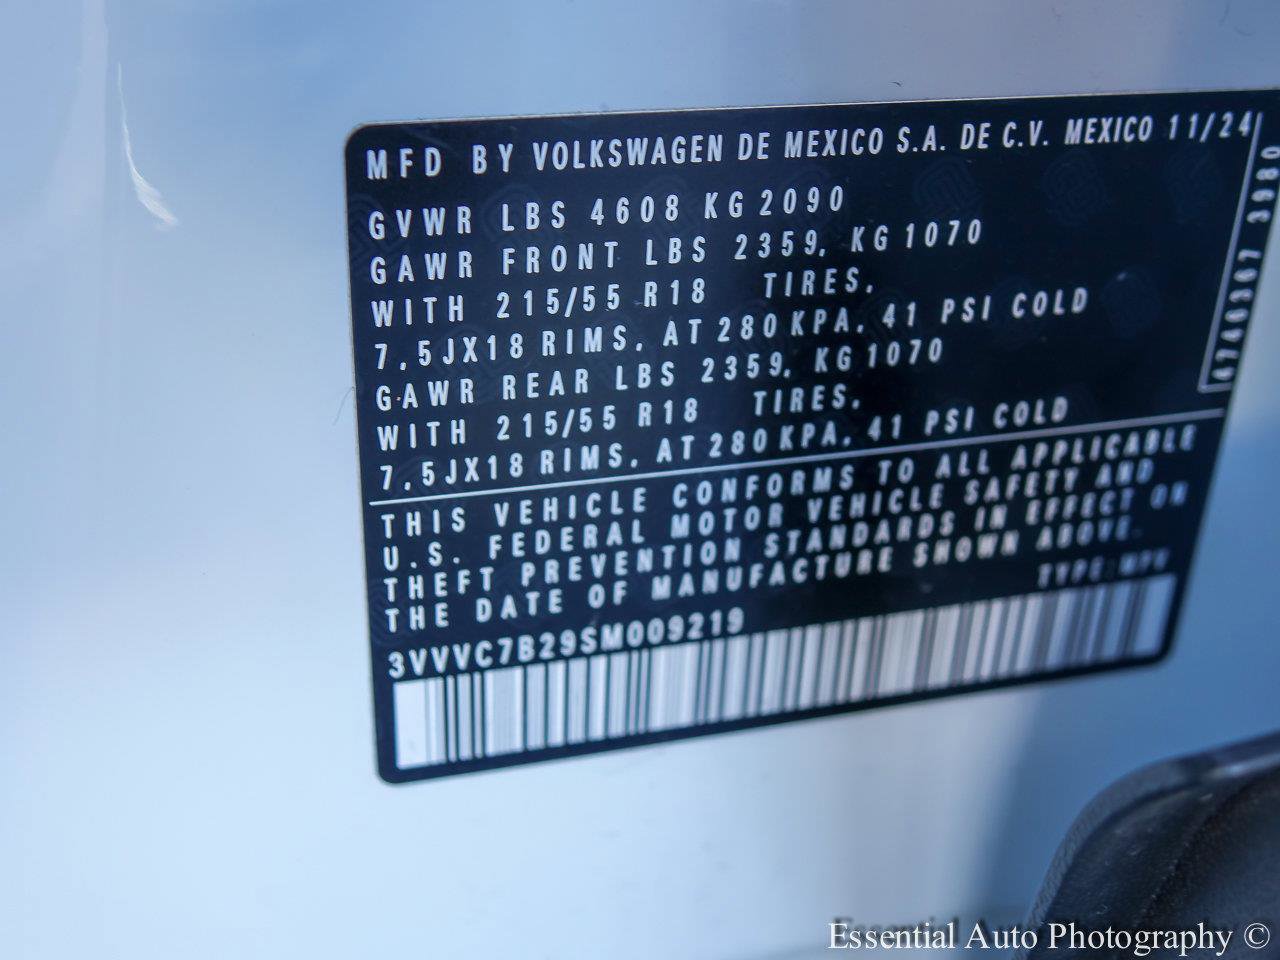 MFD BY VOLKSWAGEN DE MEXICO S.A. DE C.V. MEXICO 11/24
GVWR LBS 4608 KG 2090
GAWR FRONT LBS 2359, KG 1070
WITH 215/55 R18 TIRES,
7,5JX18 RIMS, AT 280 KPA, 41 PSI COLD
GAWR REAR LBS 2359, KG 1070
WITH 215/55 R18 TIRES,
7,5JX18 RIMS, AT 280 KPA, 41 PSI COLD
THIS VEHICLE CONFORMS TO ALL APPLICABLE
U.S. FEDERAL MOTOR VEHICLE SAFETY AND
THEFT PREVENTION STANDARDS IN EFFECT ON
THE DATE OF MANUFACTURE SHOWN ABOVE.
TYPE: MPV
3VVVC7B29SM009219
Essential Auto Photography ©